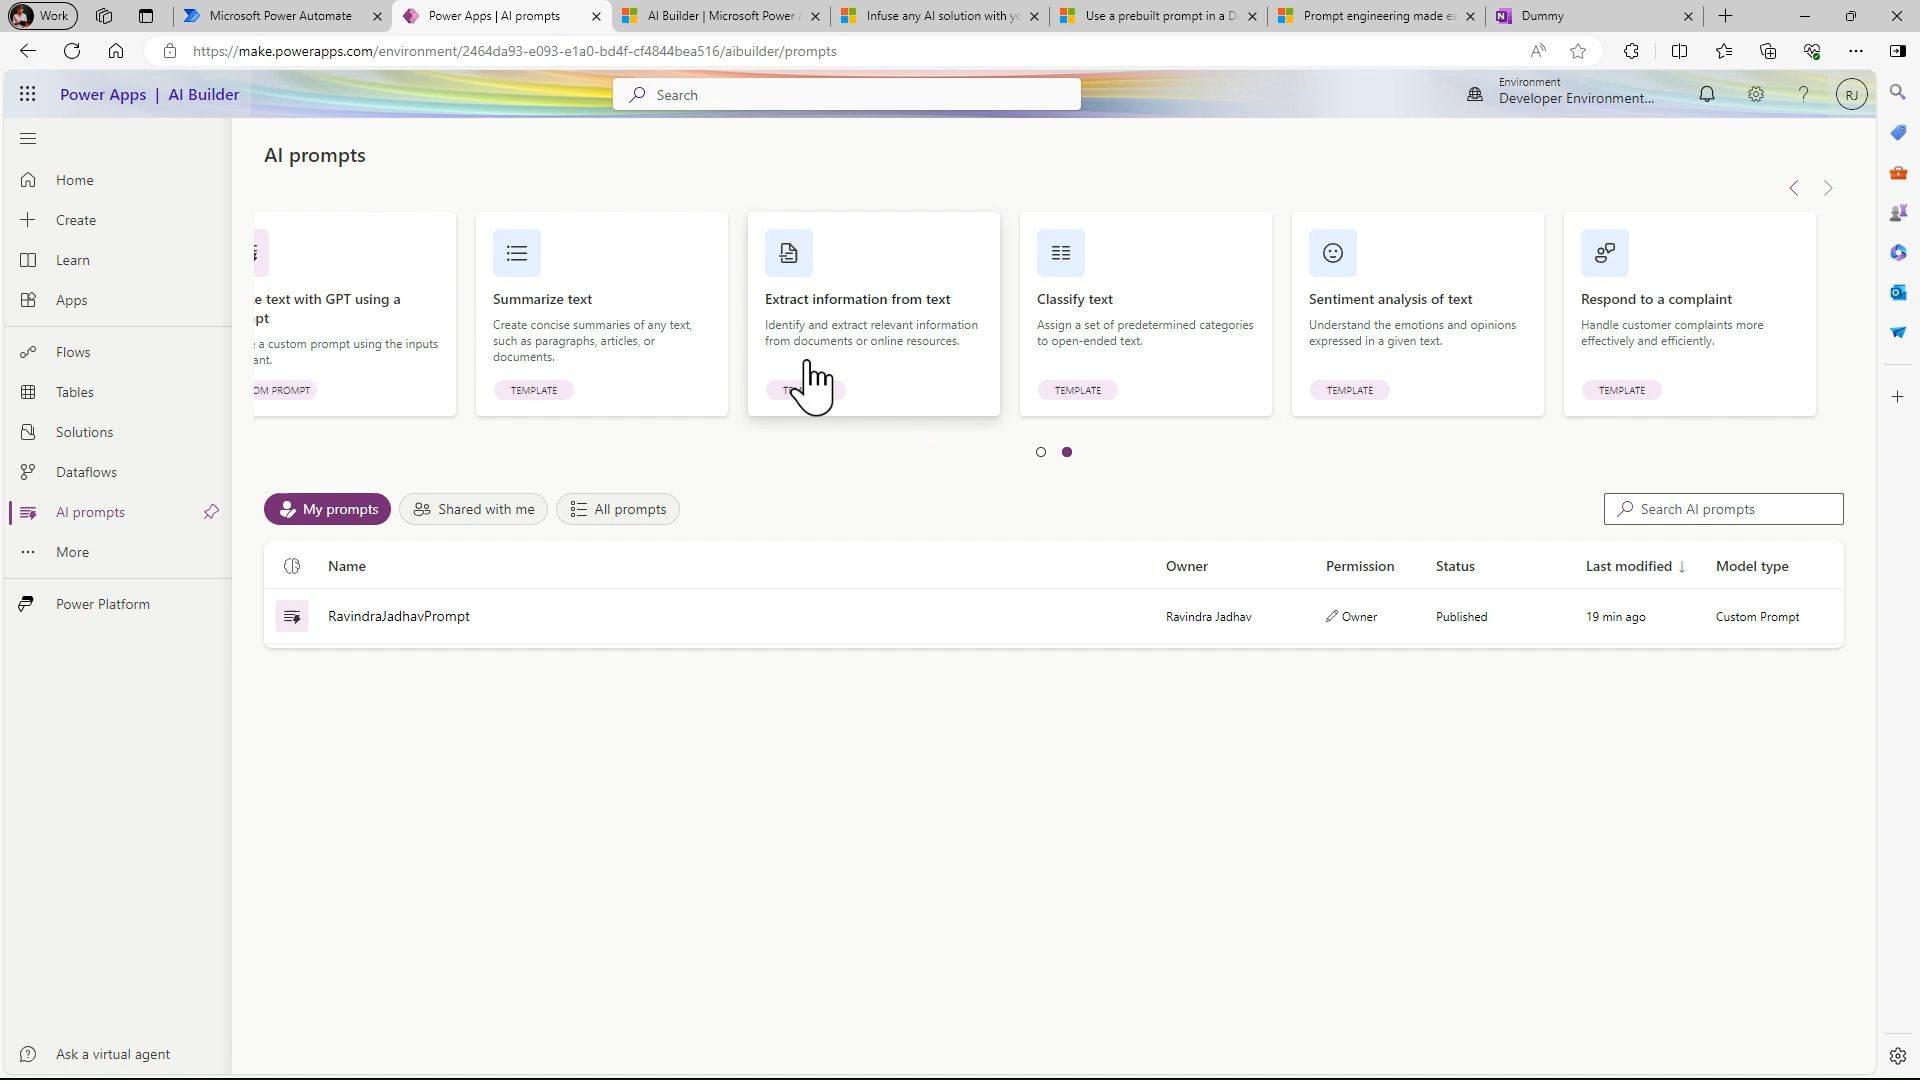 Work
Microsoft Power Automate
Power Apps | AI prompts
AI Builder | Microsoft Power
Infuse any AI solution with yo
Use a prebuilt prompt in a D
Prompt engineering made ea
Dummy
https://make.powerapps.com/environment/2464da93-e093-e1a0-bd4f-cf4844bea516/aibuilder/prompts
Power Apps | AI Builder
Search
Environment
Developer Environment...
RJ
Home
Create
Learn
Apps
Flows
Tables
Solutions
Dataflows
AI prompts
More
Power Platform
Ask a virtual agent
AI prompts
e text with GPT using a
pt
a custom prompt using the inputs
ant.
OM PROMPT
Summarize text
Create concise summaries of any text,
such as paragraphs, articles, or
documents.
TEMPLATE
Extract information from text
Identify and extract relevant information
from documents or online resources.
Classify text
Assign a set of predetermined categories
to open-ended text.
TEMPLATE
Sentiment analysis of text
Understand the emotions and opinions
expressed in a given text.
TEMPLATE
Respond to a complaint
Handle customer complaints more
effectively and efficiently.
TEMPLATE
My prompts
Shared with me
All prompts
Search AI prompts
Name Owner Permission Status Last modified ↓ Model type
RavindraJadhavPrompt Ravindra Jadhav Owner Published 19 min ago Custom Prompt